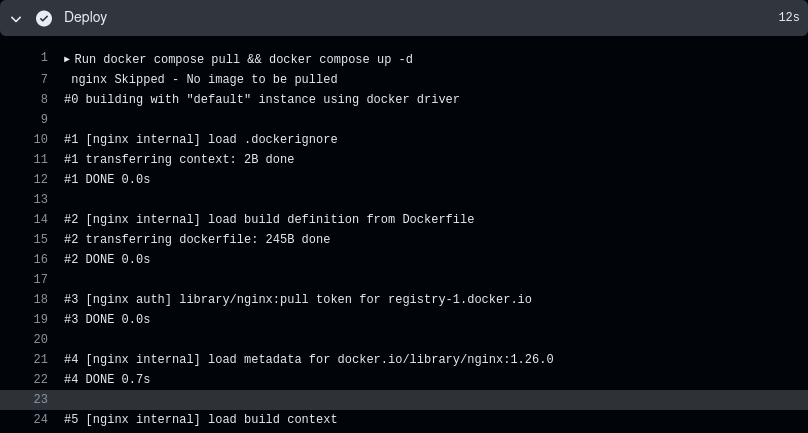 Deploy 12s
1 ▸ Run docker compose pull && docker compose up -d
7 nginx Skipped - No image to be pulled
8 #0 building with "default" instance using docker driver
9
10 #1 [nginx internal] load .dockerignore
11 #1 transferring context: 2B done
12 #1 DONE 0.0s
13
14 #2 [nginx internal] load build definition from Dockerfile
15 #2 transferring dockerfile: 245B done
16 #2 DONE 0.0s
17
18 #3 [nginx auth] library/nginx:pull token for registry-1.docker.io
19 #3 DONE 0.0s
20
21 #4 [nginx internal] load metadata for docker.io/library/nginx:1.26.0
22 #4 DONE 0.7s
23
24 #5 [nginx internal] load build context